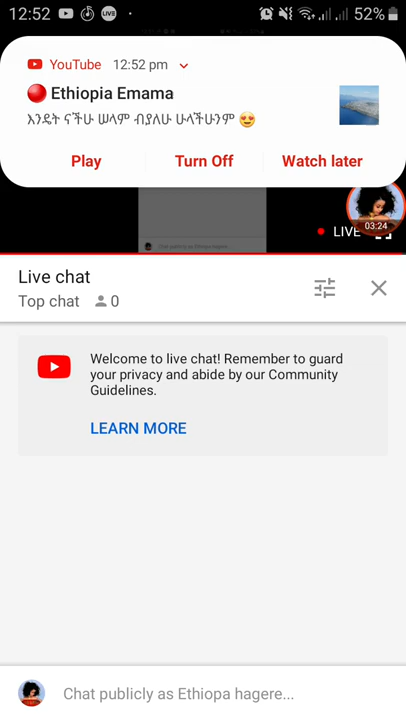 12:52
LIVE
52%
YouTube 12:52 pm
Ethiopia Emama
እንዴት ናችሁ ሠላም ብያለሁ ሁላችሁንም
Play Turn Off Watch later
LIVE
03:24
Live chat
Top chat 0
Welcome to live chat! Remember to guard
your privacy and abide by our Community
Guidelines.
LEARN MORE
Chat publicly as Ethiopa hagere...